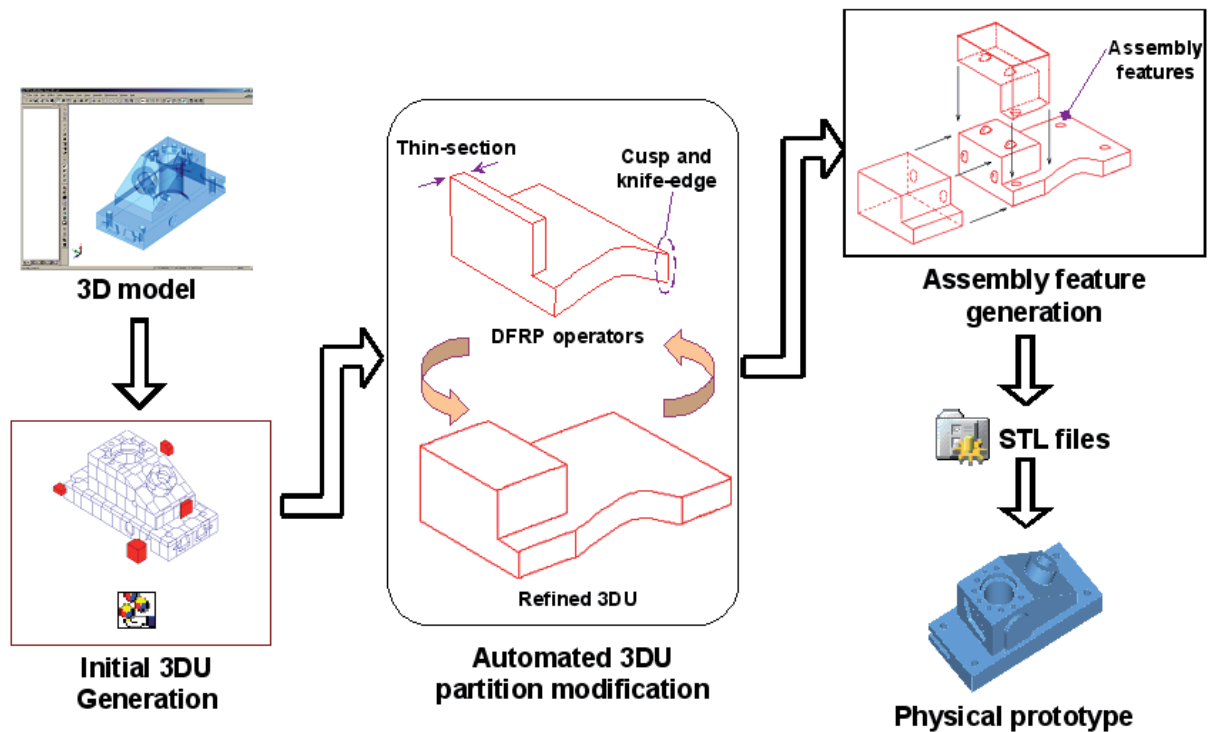 3D model
Initial 3DU
Generation
Thin-section
Cusp and
knife-edge
DFRP operators
Refined 3DU
Automated 3DU
partition modification
Assembly
features
Assembly feature
generation
STL files
Physical prototype